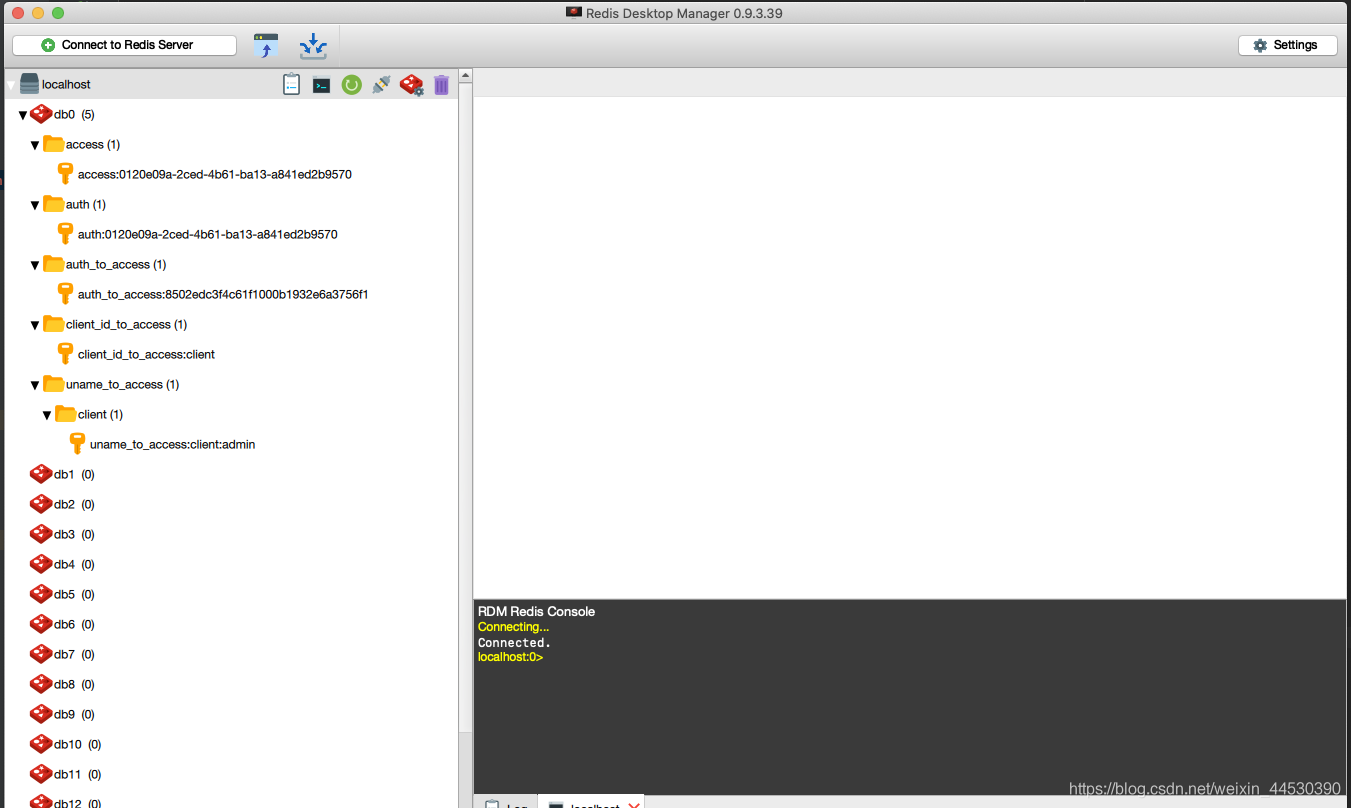 Redis Desktop Manager 0.9.3.39
Connect to Redis Server
Settings
localhost
db0 (5)
access (1)
access:0120e09a-2ced-4b61-ba13-a841ed2b9570
auth (1)
auth:0120e09a-2ced-4b61-ba13-a841ed2b9570
auth_to_access (1)
auth_to_access:8502edc3f4c61f1000b1932e6a3756f1
client_id_to_access (1)
client_id_to_access:client
uname_to_access (1)
client (1)
uname_to_access:client:admin
db1 (0)
db2 (0)
db3 (0)
db4 (0)
db5 (0)
db6 (0)
db7 (0)
db8 (0)
db9 (0)
db10 (0)
db11 (0)
db12 (0)
RDM Redis Console
Connecting...
Connected.
localhost:0>
Log
localhost
https://blog.csdn.net/weixin_44530390